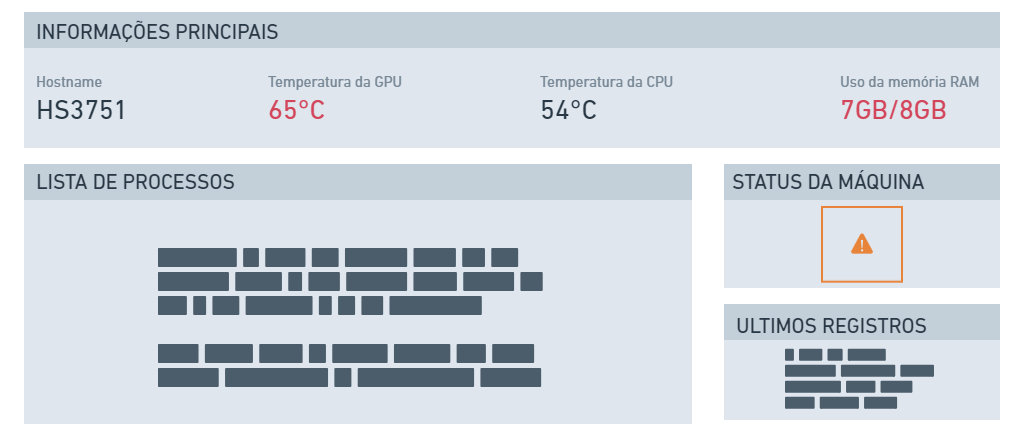 INFORMAÇÕES PRINCIPAIS
Hostname
HS3751
Temperatura da GPU
65°C
Temperatura da CPU
54°C
Uso da memória RAM
7GB/8GB
LISTA DE PROCESSOS
STATUS DA MÁQUINA
ULTIMOS REGISTROS